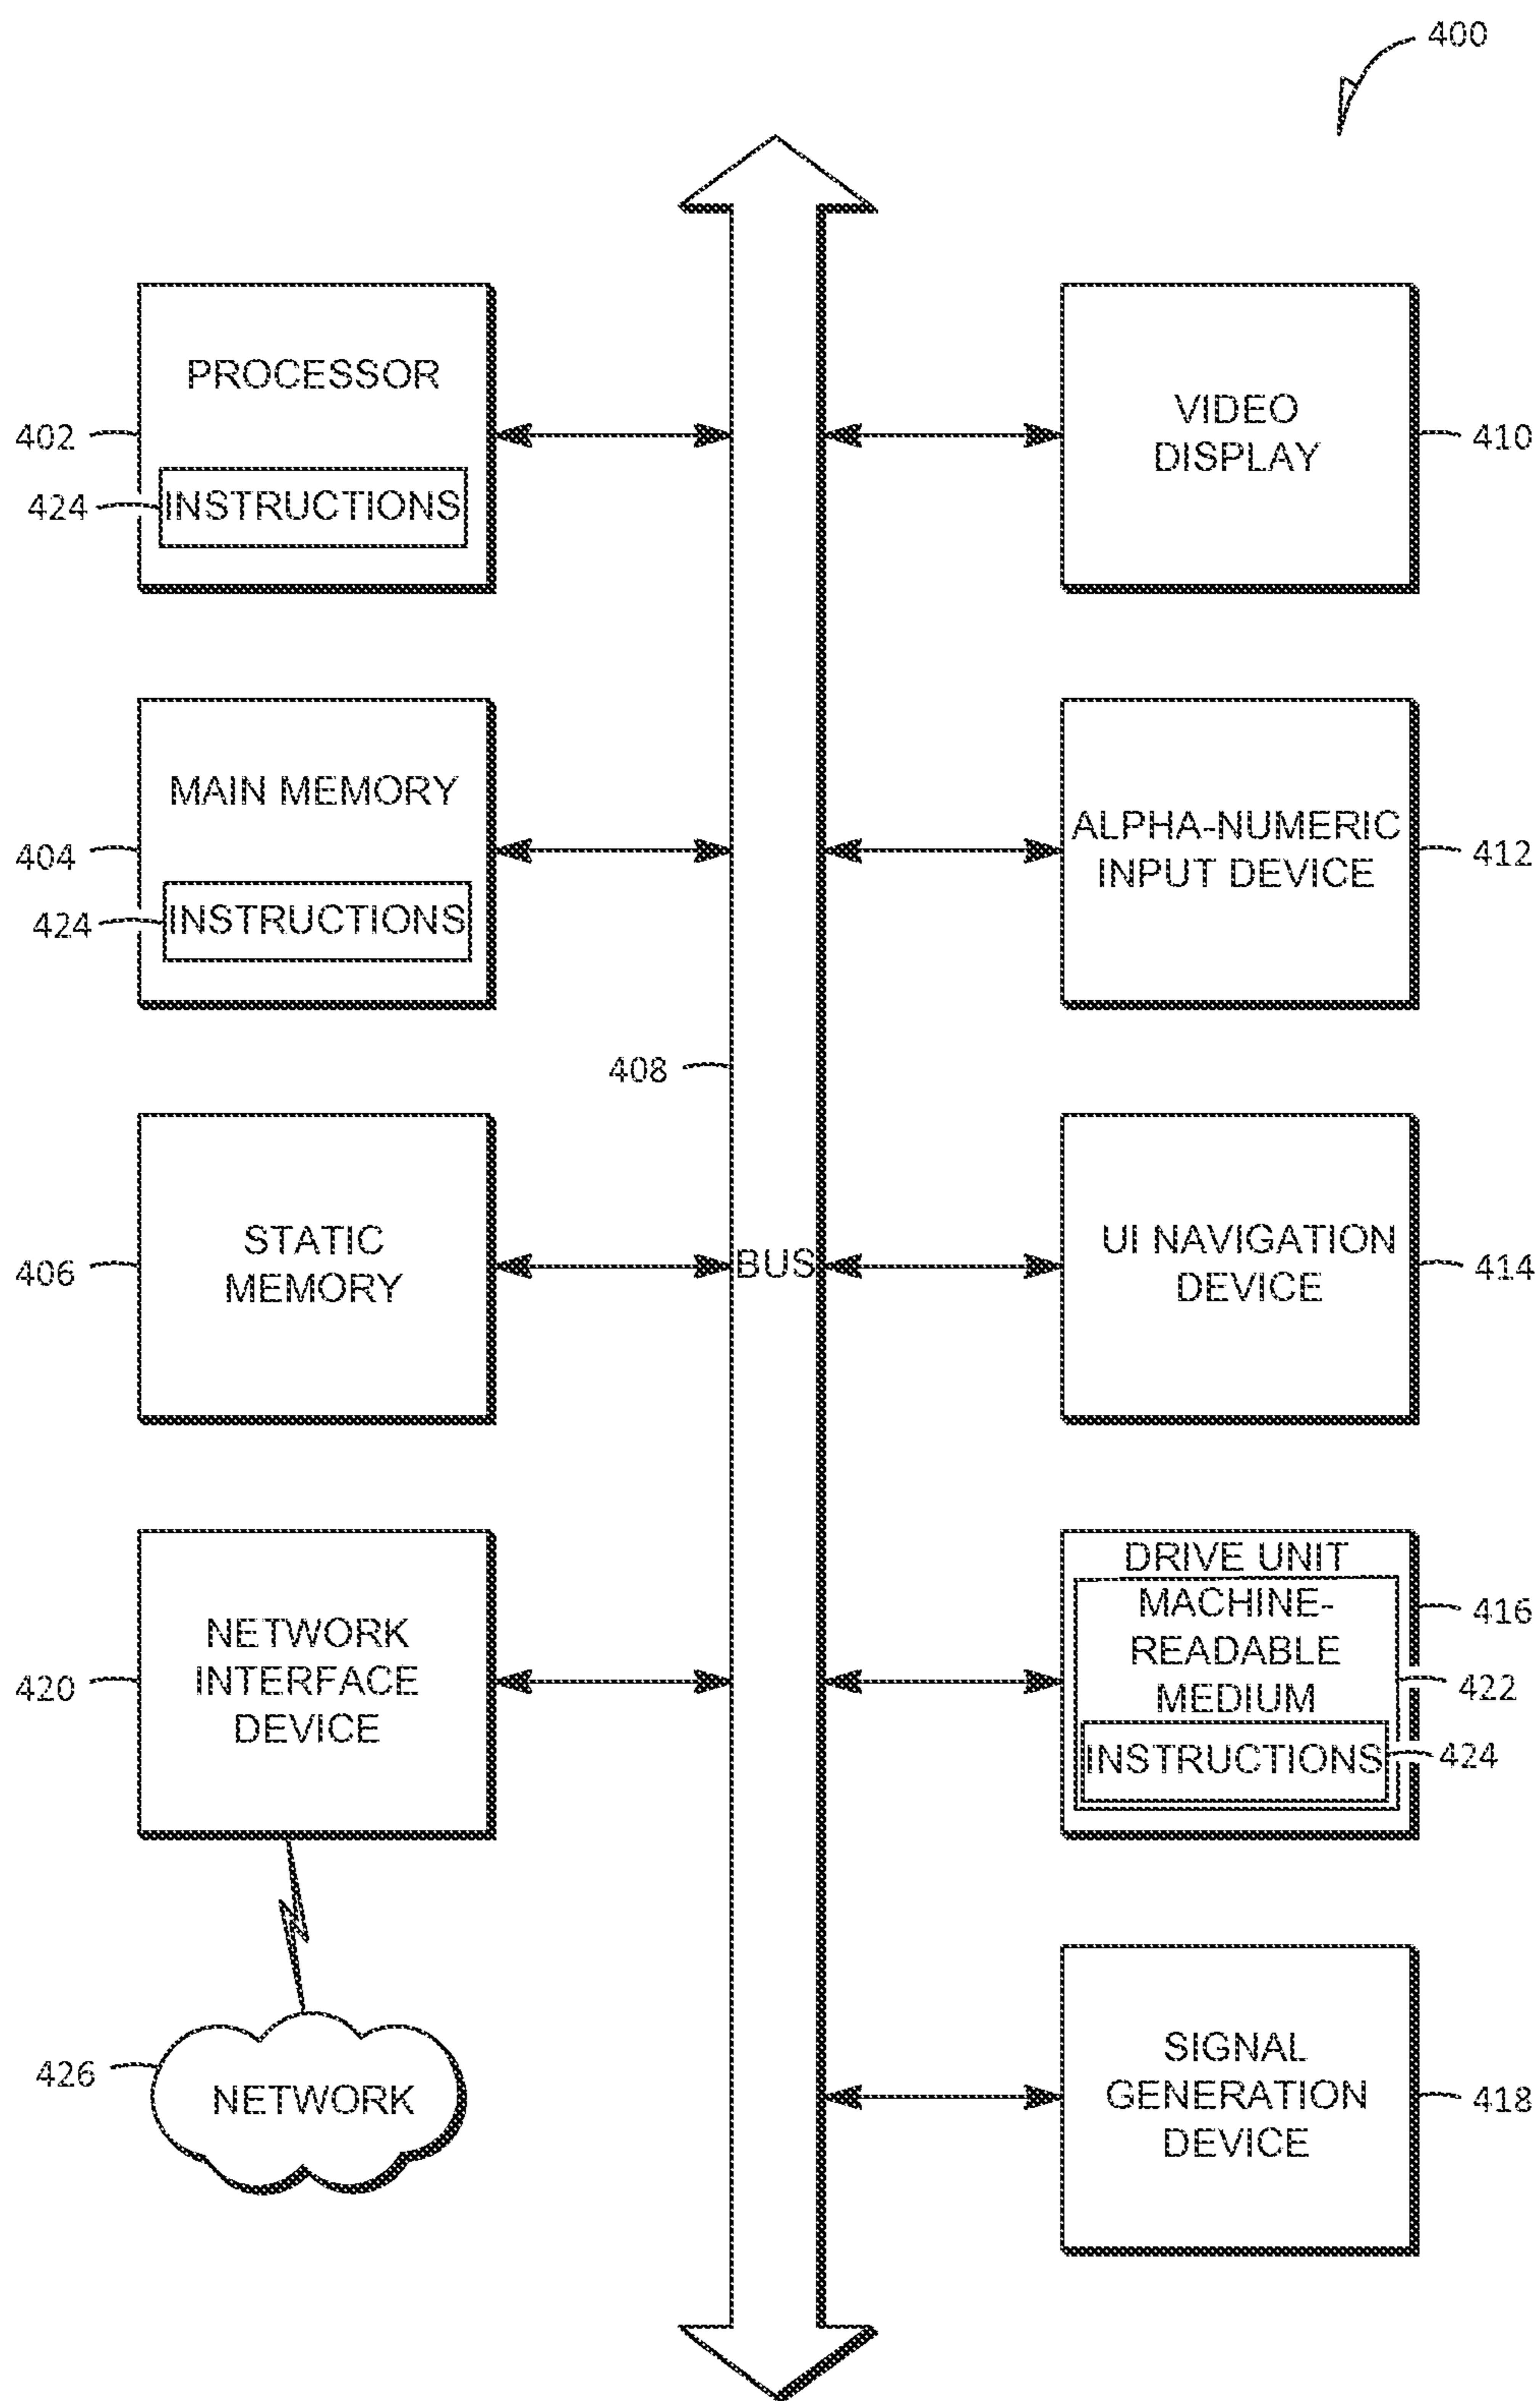 400
PROCESSOR
402
424
INSTRUCTIONS
VIDEO
DISPLAY
410
MAIN MEMORY
404
424
INSTRUCTIONS
ALPHA-NUMERIC
INPUT DEVICE
412
408
STATIC
MEMORY
406
BUS
UI NAVIGATION
DEVICE
414
NETWORK
INTERFACE
DEVICE
420
DRIVE UNIT
MACHINE-
READABLE
MEDIUM
416
422
INSTRUCTIONS
424
426
NETWORK
SIGNAL
GENERATION
DEVICE
418